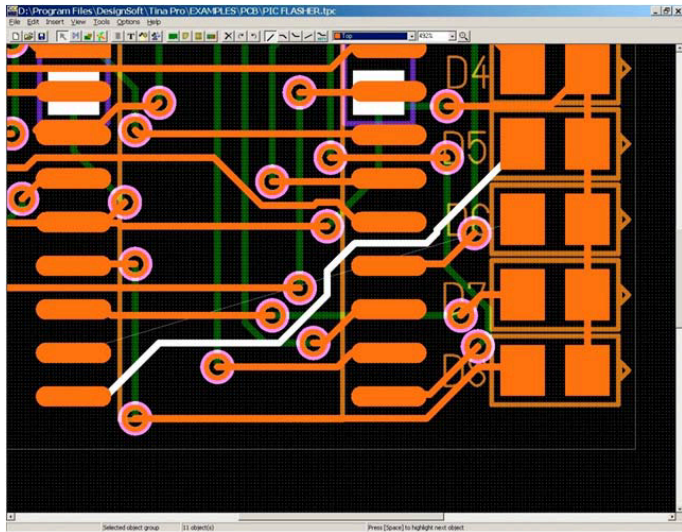 D:\Program Files\DesignSoft\Tina Pro\EXAMPLES\PCB\PIC FLASHER.tpc
File Edit Insert View Tools Options Help
T Top 492%
D4
D5
D6
D7
D8
Selected object group 11 object(s) Press [Space] to highlight next object